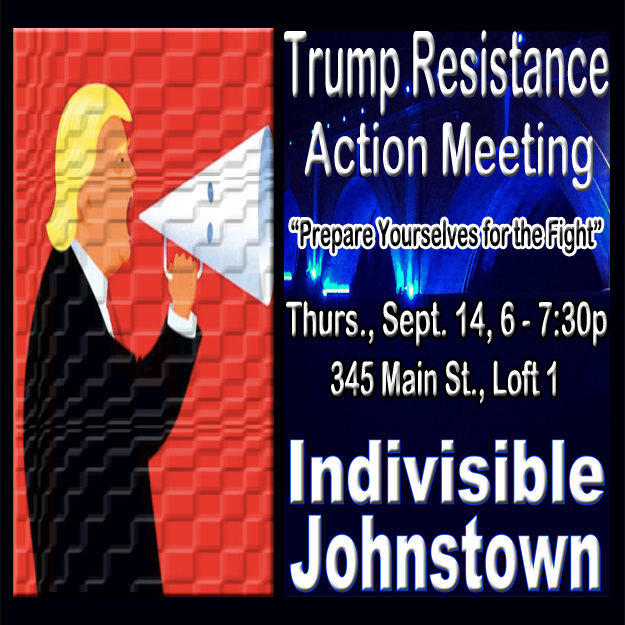 Trump Resistance
Action Meeting
“Prepare Yourselves for the Fight”
Thurs., Sept. 14, 6 - 7:30p
345 Main St., Loft 1
Indivisible
Johnstown